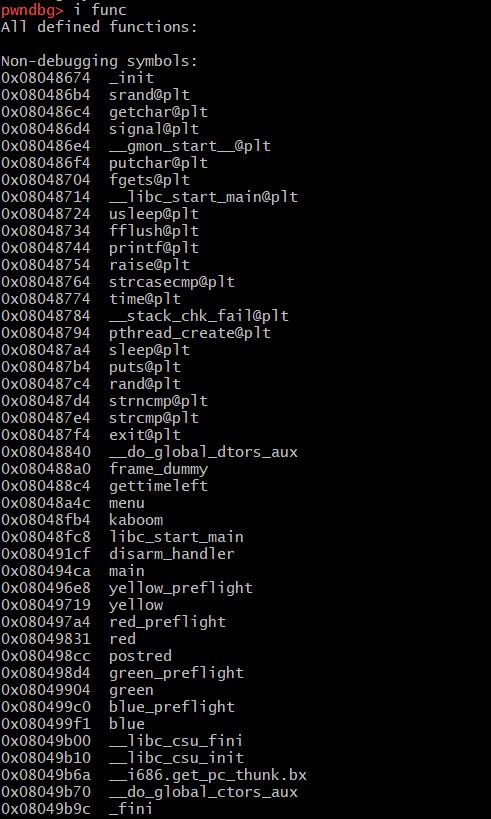 pwndbg> i func
All defined functions:
Non-debugging symbols:
0x08048674  _init
0x080486b4  srand@plt
0x080486c4  getchar@plt
0x080486d4  signal@plt
0x080486e4  __gmon_start__@plt
0x080486f4  putchar@plt
0x08048704  fgets@plt
0x08048714  __libc_start_main@plt
0x08048724  usleep@plt
0x08048734  fflush@plt
0x08048744  printf@plt
0x08048754  raise@plt
0x08048764  strcasecmp@plt
0x08048774  time@plt
0x08048784  __stack_chk_fail@plt
0x08048794  pthread_create@plt
0x080487a4  sleep@plt
0x080487b4  puts@plt
0x080487c4  rand@plt
0x080487d4  strncmp@plt
0x080487e4  strcmp@plt
0x080487f4  exit@plt
0x08048840  __do_global_dtors_aux
0x080488a0  frame_dummy
0x080488c4  gettimeleft
0x08048a4c  menu
0x08048fb4  kaboom
0x08048fc8  libc_start_main
0x080491cf  disarm_handler
0x080494ca  main
0x080496e8  yellow_preflight
0x08049719  yellow
0x080497a4  red_preflight
0x08049831  red
0x080498cc  postred
0x080498d4  green_preflight
0x08049904  green
0x080499c0  blue_preflight
0x080499f1  blue
0x08049b00  __libc_csu_fini
0x08049b10  __libc_csu_init
0x08049b6a  __i686.get_pc_thunk.bx
0x08049b70  __do_global_ctors_aux
0x08049b9c  _fini